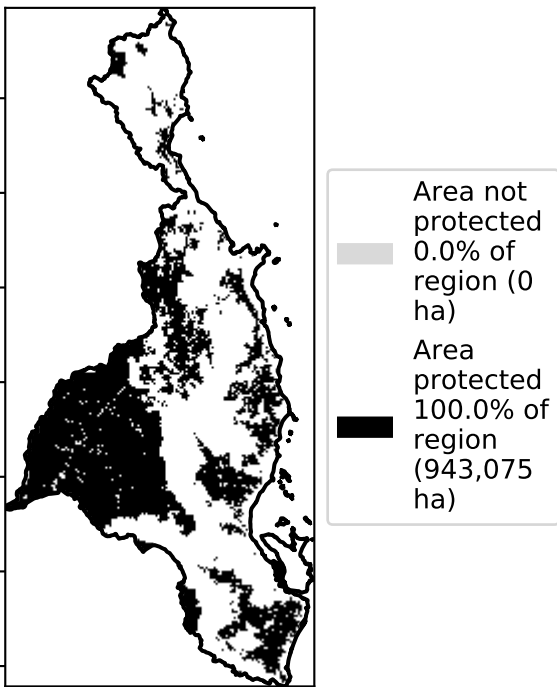 Area not
protected
0.0% of
region (0
ha)
Area
protected
100.0% of
region
(943,075
ha)